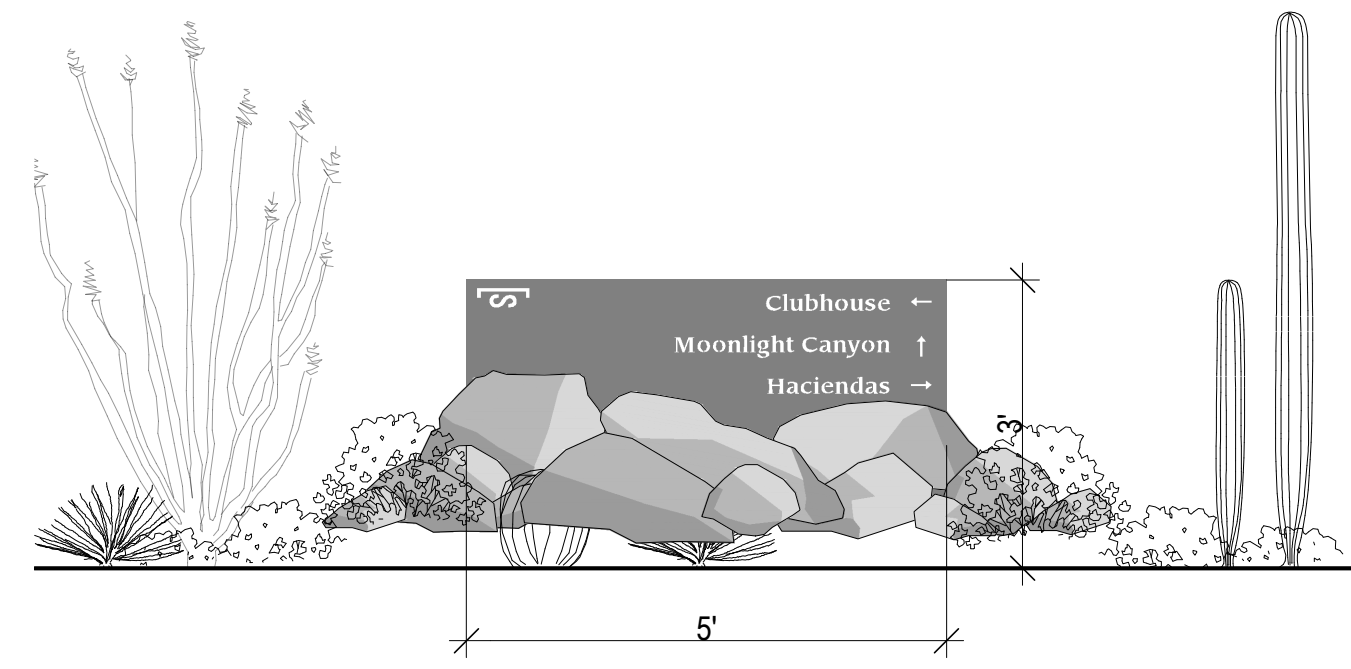 S
Clubhouse ←
Moonlight Canyon ↑
Haciendas →
3'
5'